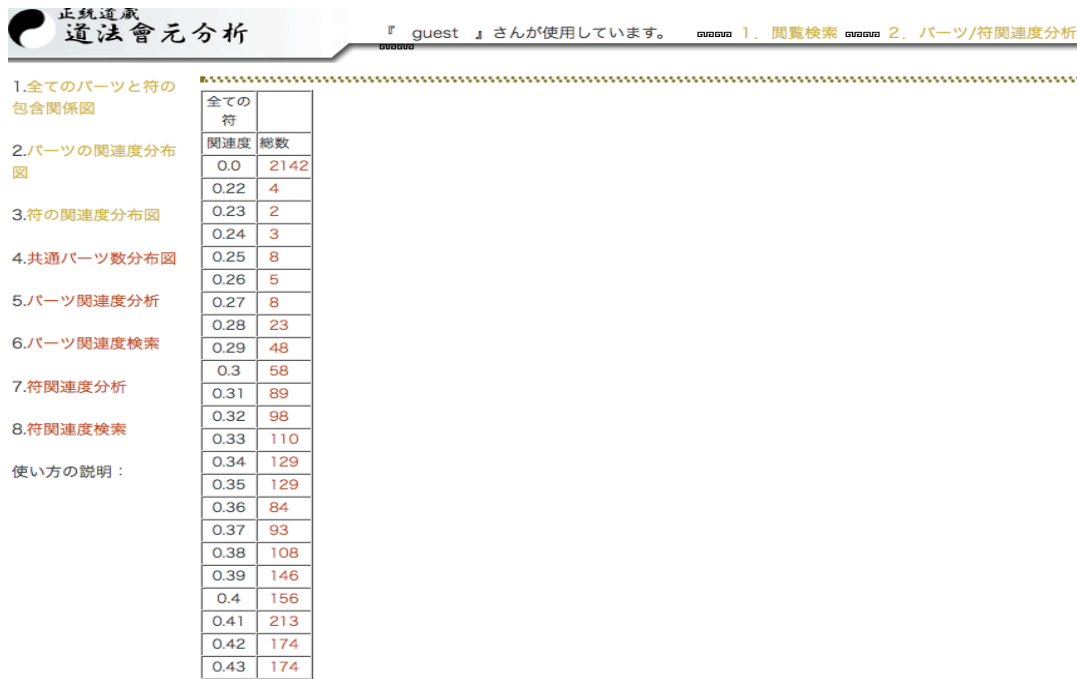 正統道蔵
道法會元分析
『 guest 』さんが使用しています。 1．閲覧検索 2．パーツ/符関連度分析
1.全てのパーツと符の
包含関係図
2.パーツの関連度分布
図
3.符の関連度分布図
4.共通パーツ数分布図
5.パーツ関連度分析
6.パーツ関連度検索
7.符関連度分析
8.符関連度検索
使い方の説明：
全ての
符
関連度 総数
0.0 2142
0.22 4
0.23 2
0.24 3
0.25 8
0.26 5
0.27 8
0.28 23
0.29 48
0.3 58
0.31 89
0.32 98
0.33 110
0.34 129
0.35 129
0.36 84
0.37 93
0.38 108
0.39 146
0.4 156
0.41 213
0.42 174
0.43 174